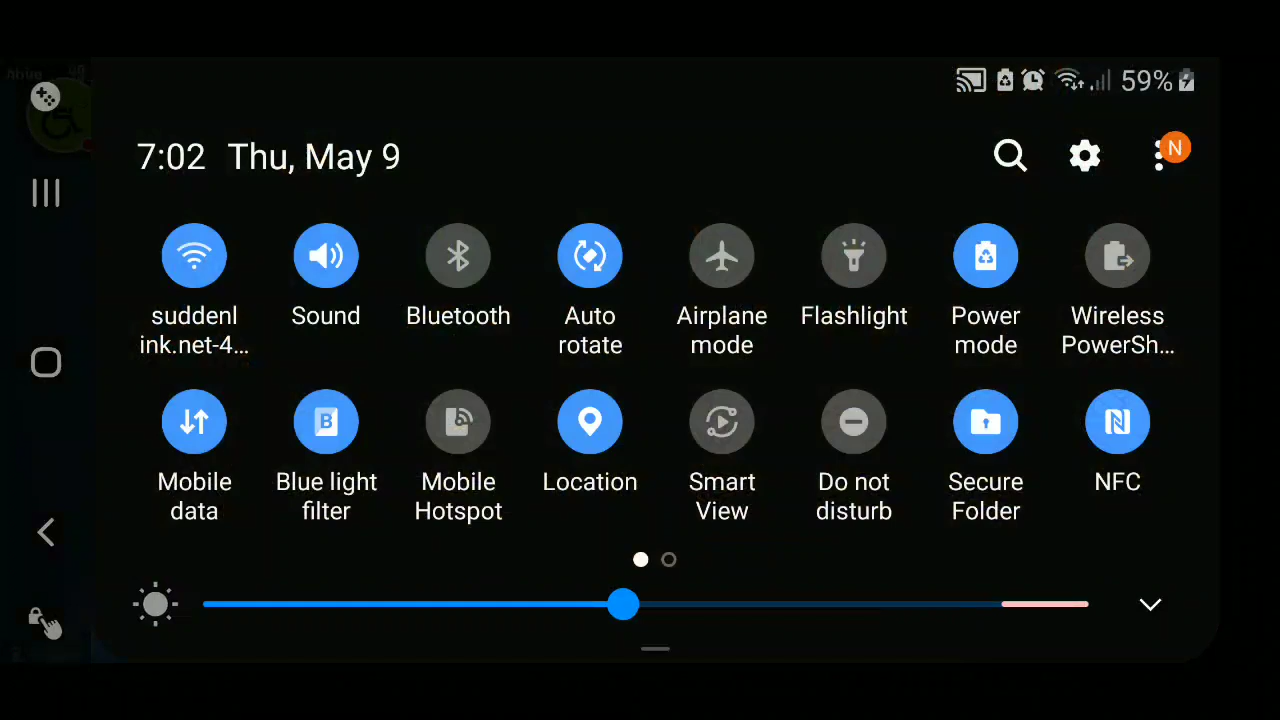 59%
7:02 Thu, May 9
N
suddenl
ink.net-4...
Sound
Bluetooth
Auto
rotate
Airplane
mode
Flashlight
Power
mode
Wireless
PowerSh...
Mobile
data
B
Blue light
filter
Mobile
Hotspot
Location
Smart
View
Do not
disturb
Secure
Folder
NFC